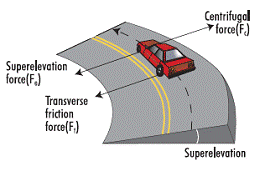 Centrifugal
force(Fc)
Superelevation
force(Fe)
Transverse
friction
force(Ff)
Superelevation